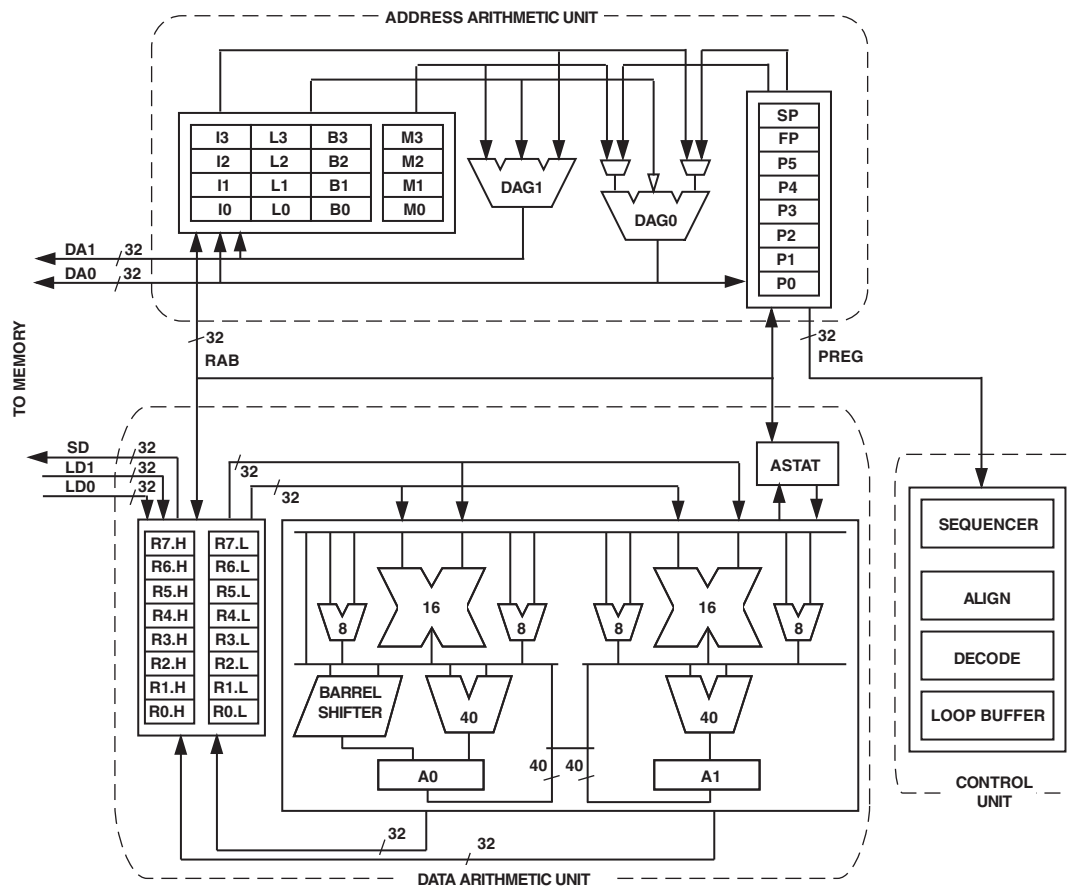 ADDRESS ARITHMETIC UNIT
I3 L3 B3 M3
I2 L2 B2 M2
I1 L1 B1 M1
I0 L0 B0 M0
DAG1
DAG0
SP
FP
P5
P4
P3
P2
P1
P0
DA1 32
DA0 32
TO MEMORY
32
RAB
32
PREG
SD 32
LD1 32
LD0 32
32
32
ASTAT
R7.H R7.L
R6.H R6.L
R5.H R5.L
R4.H R4.L
R3.H R3.L
R2.H R2.L
R1.H R1.L
R0.H R0.L
16
8
8
8
16
8
BARREL
SHIFTER
40
40
A0
40 40
A1
32
32
DATA ARITHMETIC UNIT
SEQUENCER
ALIGN
DECODE
LOOP BUFFER
CONTROL
UNIT